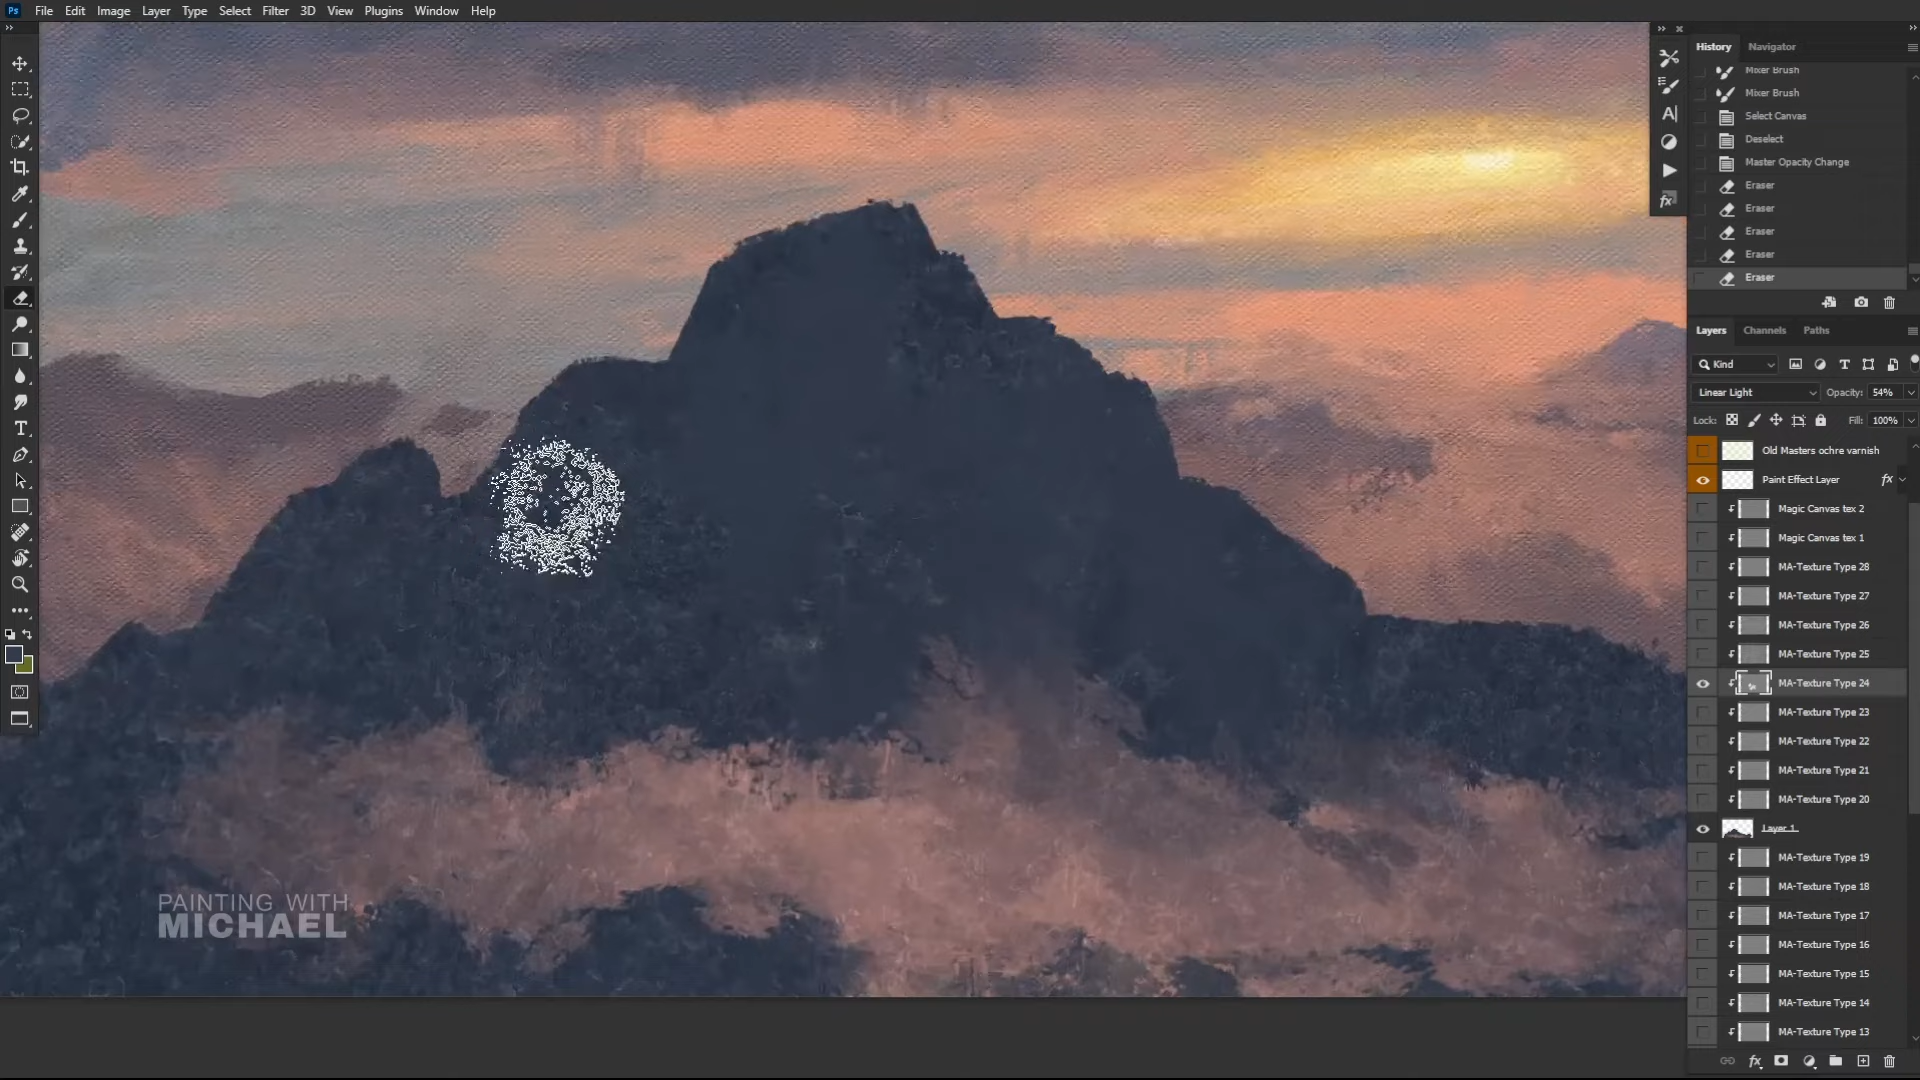 Ps File Edit Image Layer Type Select Filter 3D View Plugins Window Help
History Navigator
Mixer Brush
Mixer Brush
Select Canvas
Deselect
Master Opacity Change
Eraser
Eraser
Eraser
Eraser
Eraser
Layers Channels Paths
Kind
Linear Light Opacity: 54%
Lock: Fill: 100%
Old Masters ochre varnish
Paint Effect Layer fx
Magic Canvas tex 2
Magic Canvas tex 1
MA-Texture Type 28
MA-Texture Type 27
MA-Texture Type 26
MA-Texture Type 25
MA-Texture Type 24
MA-Texture Type 23
MA-Texture Type 22
MA-Texture Type 21
MA-Texture Type 20
Layer 1
MA-Texture Type 19
MA-Texture Type 18
MA-Texture Type 17
MA-Texture Type 16
MA-Texture Type 15
MA-Texture Type 14
MA-Texture Type 13
fx
PAINTING WITH
MICHAEL